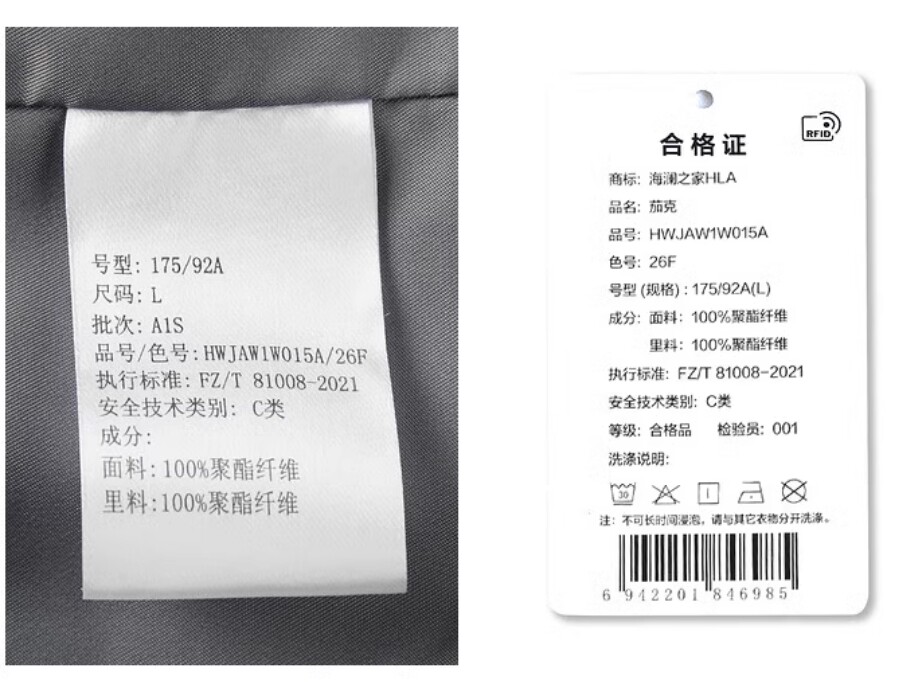 号型: 175/92A
尺码: L
批次: A1S
品号/色号: HWJAW1W015A/26F
执行标准: FZ/T 81008-2021
安全技术类别: C类
成分:
面料:100%聚酯纤维
里料:100%聚酯纤维
RFID
合格证
商标: 海澜之家HLA
品名: 茄克
品号: HWJAW1W015A
色号: 26F
号型 (规格) : 175/92A(L)
成分: 面料: 100%聚酯纤维
里料: 100%聚酯纤维
执行标准: FZ/T 81008-2021
安全技术类别: C类
等级: 合格品 检验员: 001
洗涤说明:
30
注: 不可长时间浸泡, 请与其它衣物分开洗涤。
6 942201 846985